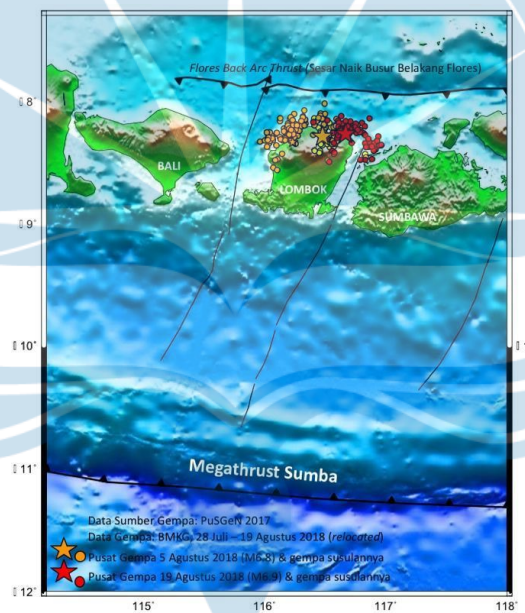 Flores Back Arc Thrust (Sesar Naik Busur Belakang Flores)
8°
BALI
LOMBOK
SUMBAWA
9°
10°
11°
Megathrust Sumba
Data Sumber Gempa: PuSGeN 2017
Data Gempa: BMKG, 28 Juli – 19 Agustus 2018 (relocated)
Pusat Gempa 5 Agustus 2018 (M6.8) & gempa susulannya
Pusat Gempa 19 Agustus 2018 (M6.9) & gempa susulannya
12°
115° 116° 117° 118°